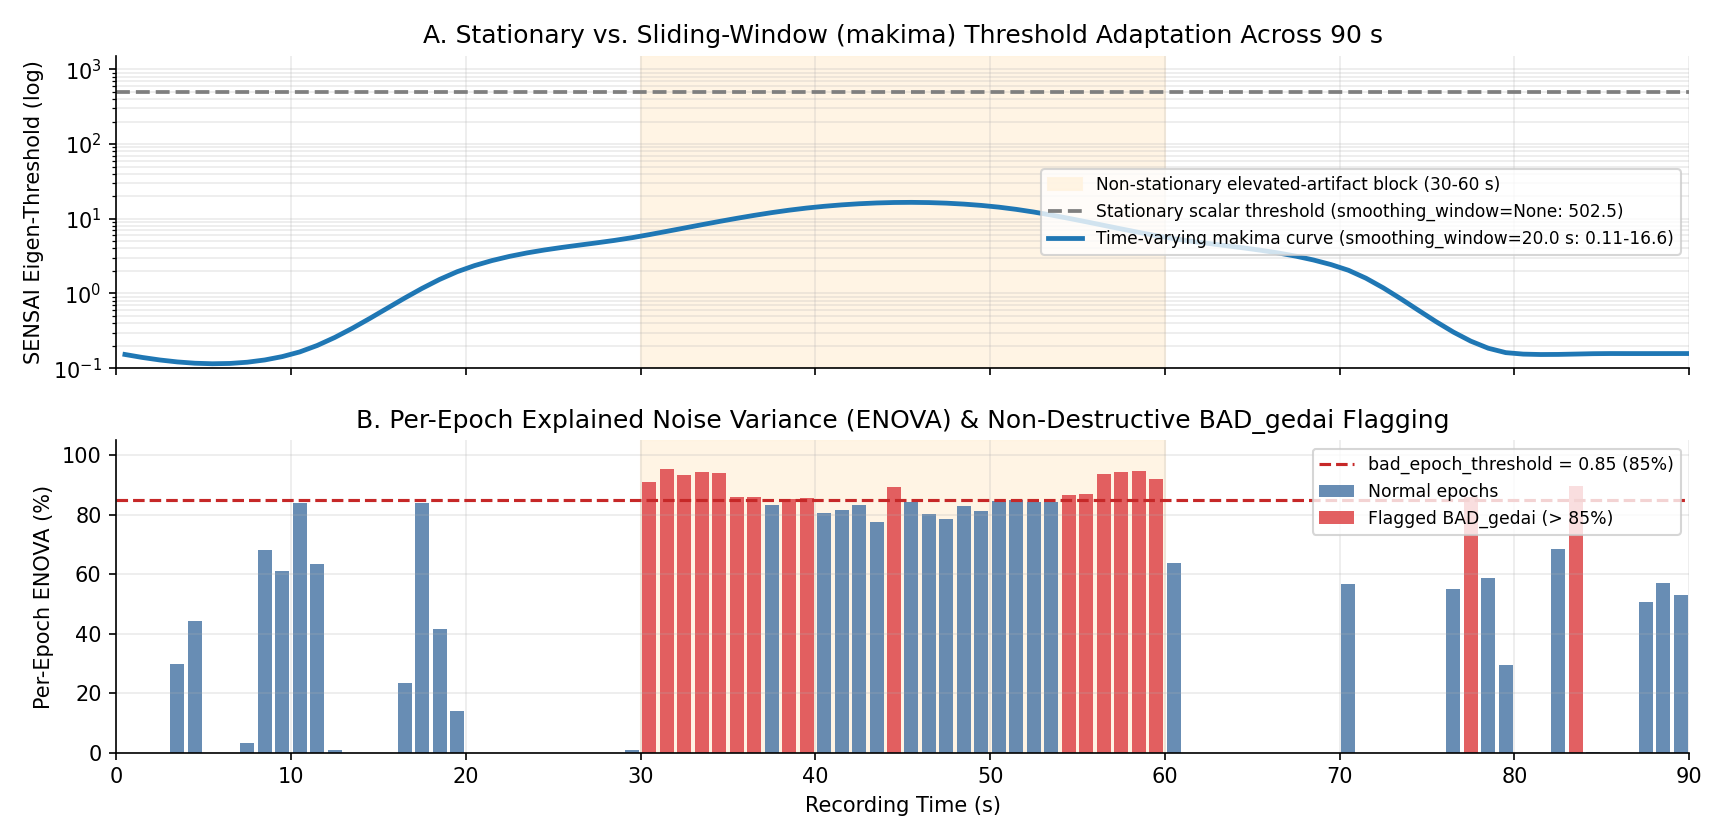 A. Stationary vs. Sliding-Window (makima) Threshold Adaptation Across 90 s
SENSAI Eigen-Threshold (log)
10³
10²
10¹
10⁰
10⁻¹
Non-stationary elevated-artifact block (30-60 s)
Stationary scalar threshold (smoothing_window=None: 502.5)
Time-varying makima curve (smoothing_window=20.0 s: 0.11-16.6)
B. Per-Epoch Explained Noise Variance (ENOVA) & Non-Destructive BAD_gedai Flagging
Per-Epoch ENOVA (%)
100
80
60
40
20
0
bad_epoch_threshold = 0.85 (85%)
Normal epochs
Flagged BAD_gedai (> 85%)
0 10 20 30 40 50 60 70 80 90
Recording Time (s)